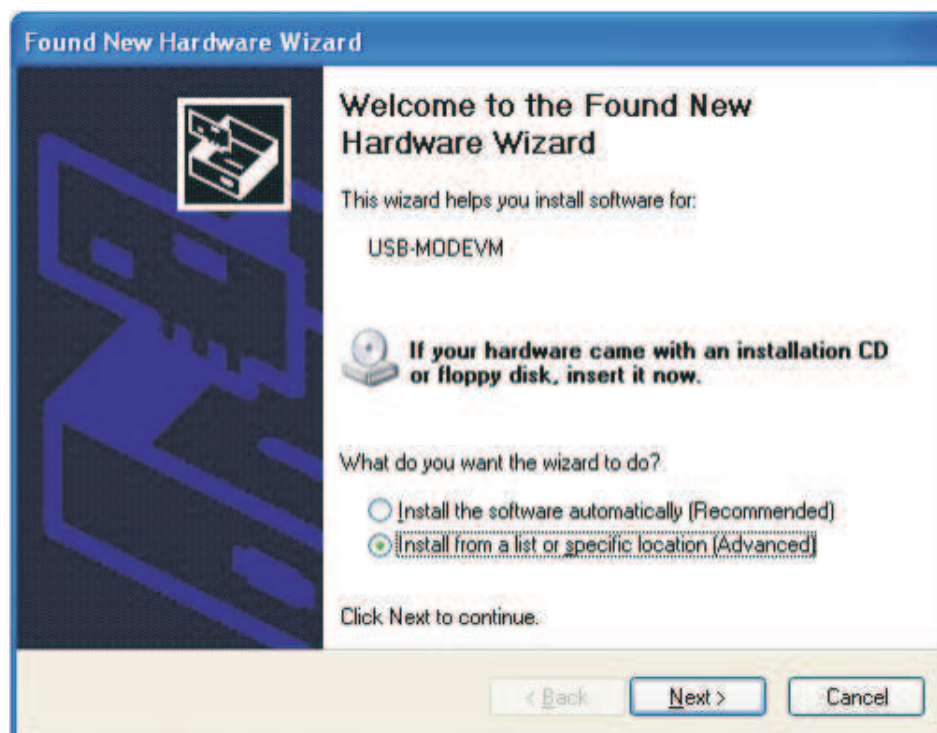 Found New Hardware Wizard
Welcome to the Found New
Hardware Wizard
This wizard helps you install software for:
USB-MODEVM
If your hardware came with an installation CD
or floppy disk, insert it now.
What do you want the wizard to do?
Install the software automatically (Recommended)
Install from a list or specific location (Advanced)
Click Next to continue.
< Back
Next >
Cancel